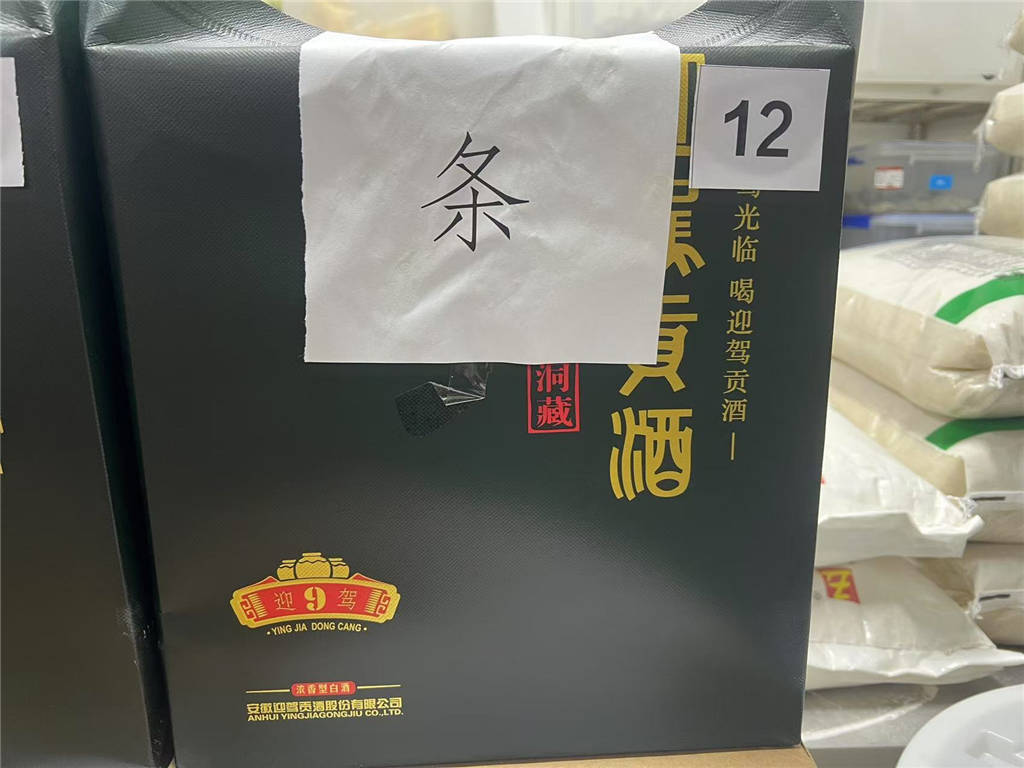 条
12
光临 喝迎驾贡酒
酒
洞藏
迎9驾
·YING JIA DONG CANG·
浓香型白酒
安徽迎驾贡酒股份有限公司
ANHUI YINGJIAGONGJIU CO.,LTD.